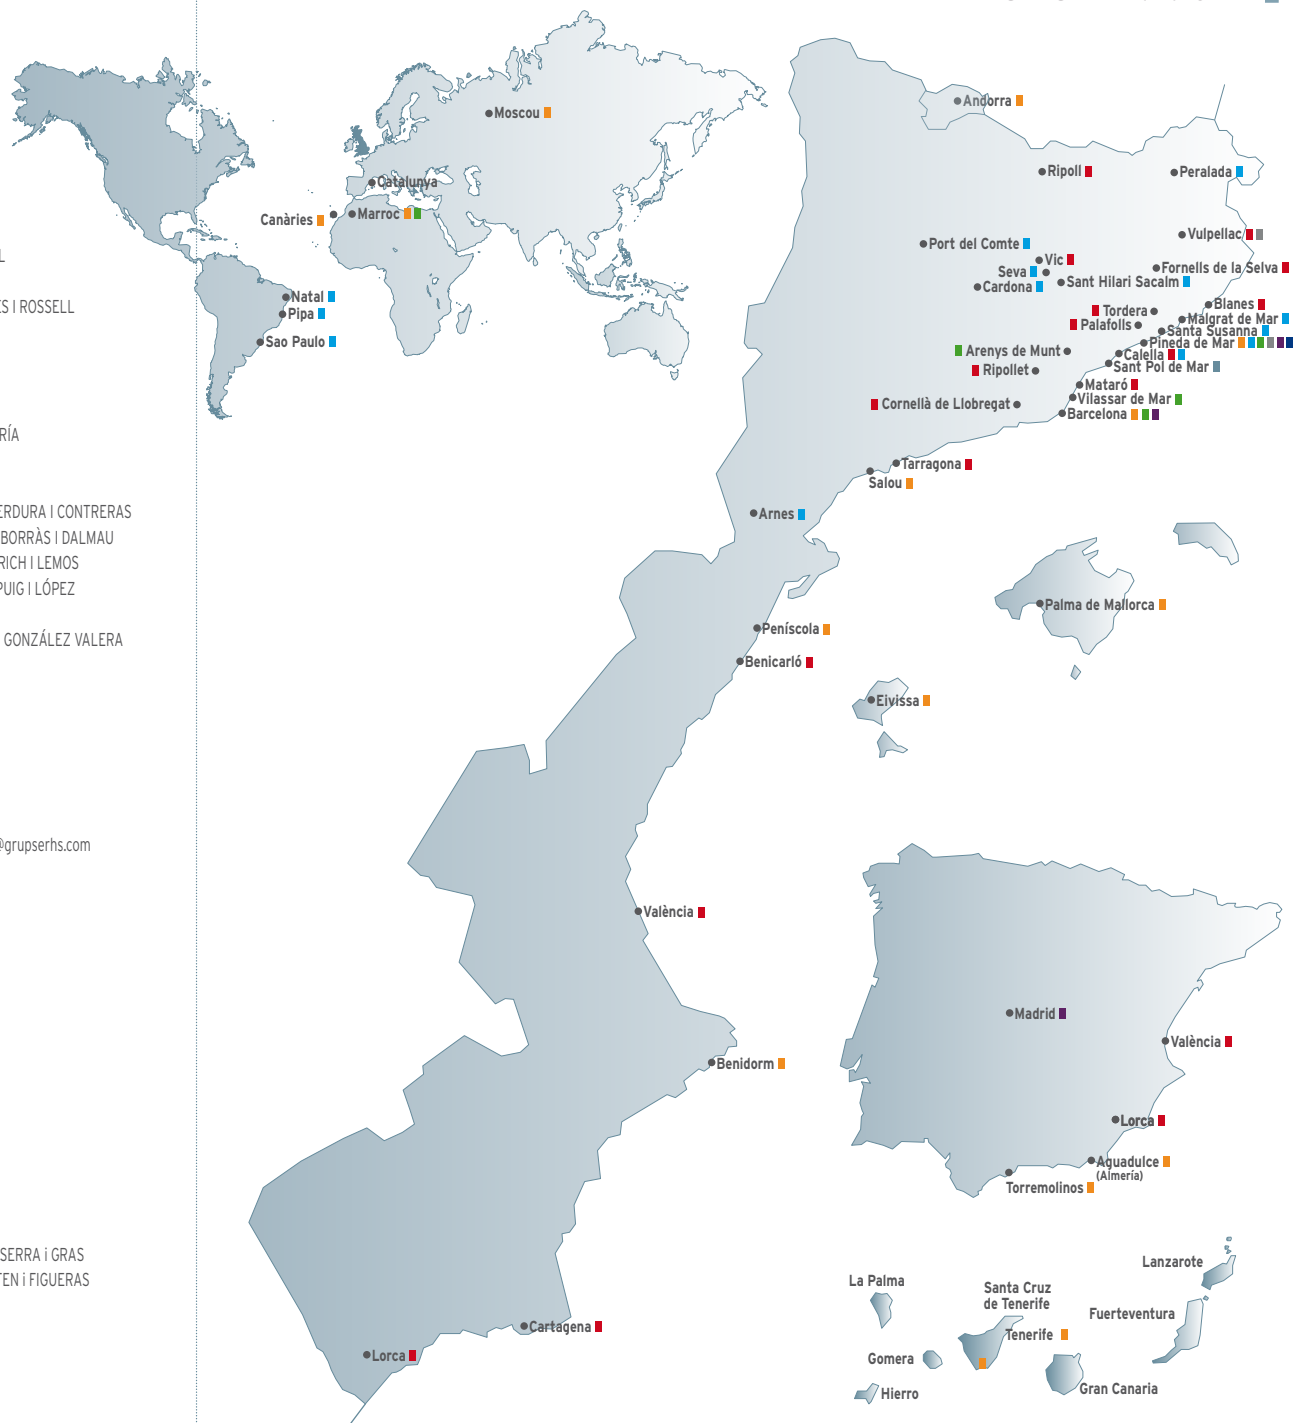 ES I ROSSELL
RÍA
ERDURA I CONTRERAS
BORRÀS I DALMAU
RICH I LEMOS
PUIG I LÓPEZ
GONZÁLEZ VALERA
@grupserhs.com
SERRA i GRAS
TEN i FIGUERAS
Moscou
Catalunya
Canàries
Marroc
Natal
Pipa
Sao Paulo
Andorra
Ripoll
Peralada
Vulpellac
Port del Comte
Vic
Fornells de la Selva
Seva
Sant Hilari Sacalm
Cardona
Blanes
Tordera
Malgrat de Mar
Palafolls
Santa Susanna
Pineda de Mar
Arenys de Munt
Calella
Sant Pol de Mar
Ripollet
Mataró
Vilassar de Mar
Cornellà de Llobregat
Barcelona
Tarragona
Salou
Arnes
Palma de Mallorca
Peníscola
Benicarló
Eivissa
València
Benidorm
Cartagena
Lorca
Madrid
València
Lorca
Aguadulce
(Almería)
Torremolinos
Lanzarote
La Palma
Santa Cruz
de Tenerife
Fuerteventura
Tenerife
Gomera
Gran Canaria
Hierro